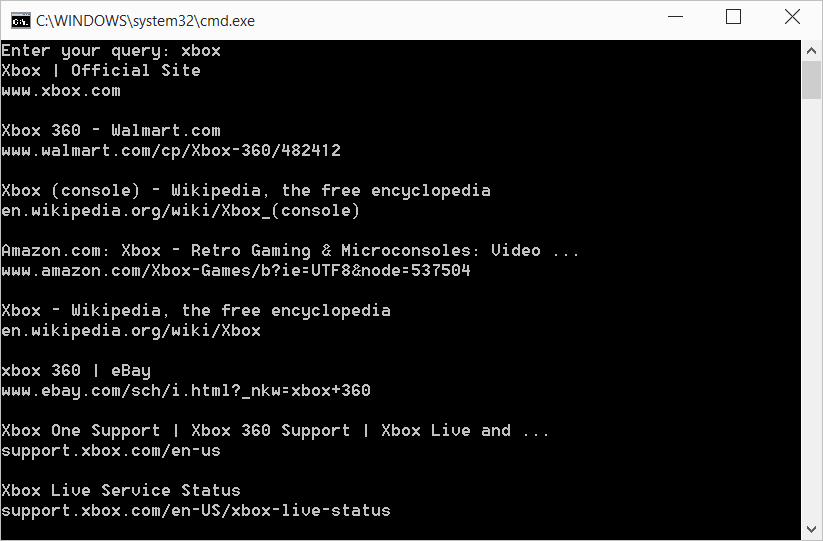 C:\WINDOWS\system32\cmd.exe
Enter your query: xbox
Xbox | Official Site
www.xbox.com
Xbox 360 - Walmart.com
www.walmart.com/cp/Xbox-360/482412
Xbox (console) - Wikipedia, the free encyclopedia
en.wikipedia.org/wiki/Xbox_(console)
Amazon.com: Xbox - Retro Gaming & Microconsoles: Video ...
www.amazon.com/Xbox-Games/b?ie=UTF8&node=537504
Xbox - Wikipedia, the free encyclopedia
en.wikipedia.org/wiki/Xbox
xbox 360 | eBay
www.ebay.com/sch/i.html?_nkw=xbox+360
Xbox One Support | Xbox 360 Support | Xbox Live and ...
support.xbox.com/en-us
Xbox Live Service Status
support.xbox.com/en-US/xbox-live-status